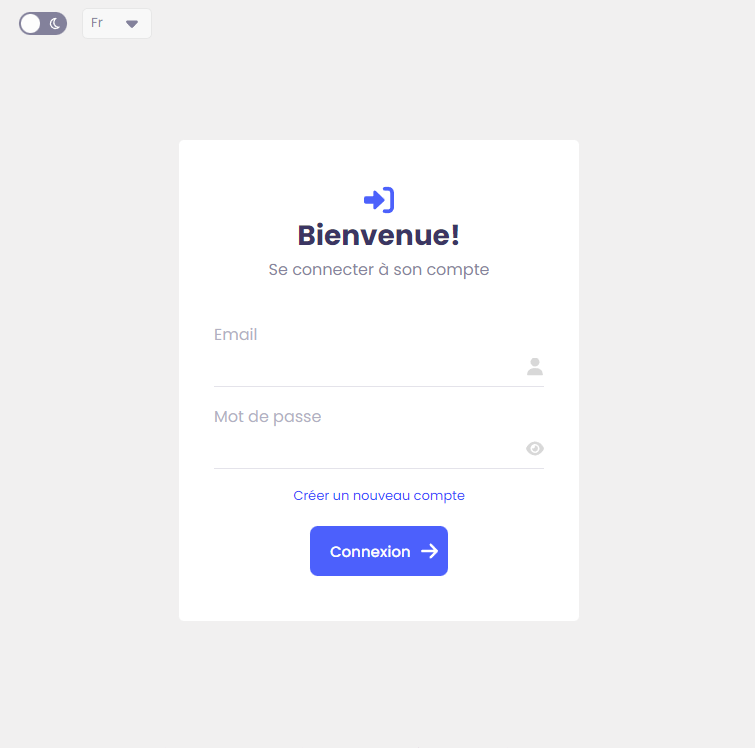 Fr
Bienvenue!
Se connecter à son compte
Email
Mot de passe
Créer un nouveau compte
Connexion